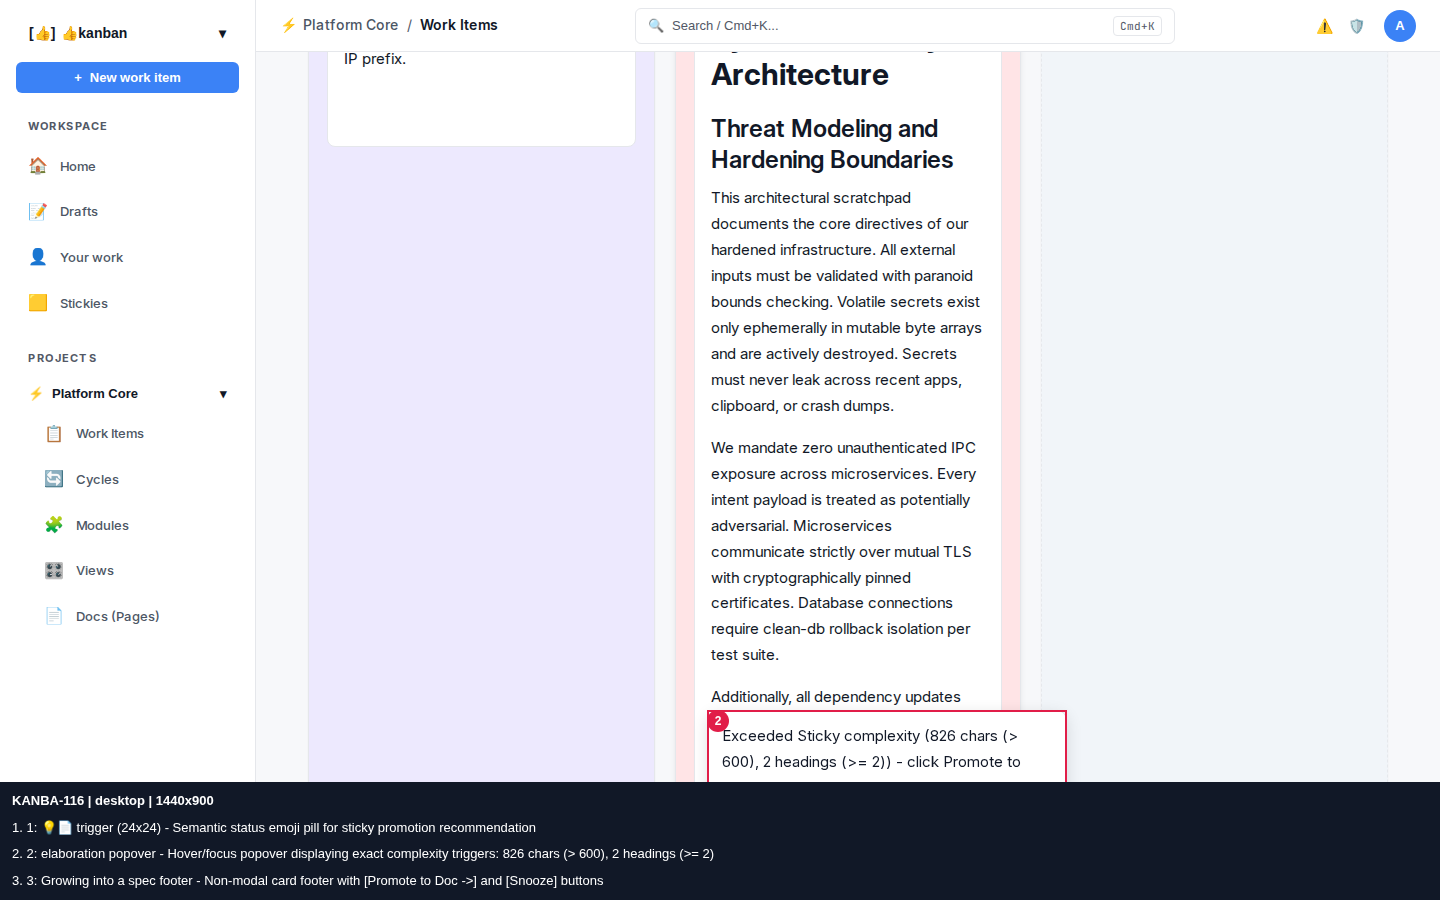 [👍] 👍kanban ▼
+ New work item
WORKSPACE
🏠 Home
📝 Drafts
👤 Your work
🟨 Stickies
PROJECTS
⚡ Platform Core ▼
📋 Work Items
🔄 Cycles
🧩 Modules
🎛️ Views
📄 Docs (Pages)
⚡ Platform Core / Work Items
🔍 Search / Cmd+K... Cmd+K
⚠️ 🛡️ A
IP prefix.
Architecture
Threat Modeling and
Hardening Boundaries
This architectural scratchpad
documents the core directives of our
hardened infrastructure. All external
inputs must be validated with paranoid
bounds checking. Volatile secrets exist
only ephemerally in mutable byte arrays
and are actively destroyed. Secrets
must never leak across recent apps,
clipboard, or crash dumps.
We mandate zero unauthenticated IPC
exposure across microservices. Every
intent payload is treated as potentially
adversarial. Microservices
communicate strictly over mutual TLS
with cryptographically pinned
certificates. Database connections
require clean-db rollback isolation per
test suite.
Additionally, all dependency updates
2
Exceeded Sticky complexity (826 chars (>
600), 2 headings (>= 2)) - click Promote to
KANBA-116 | desktop | 1440x900
1. 1: 💡📄 trigger (24x24) - Semantic status emoji pill for sticky promotion recommendation
2. 2: elaboration popover - Hover/focus popover displaying exact complexity triggers: 826 chars (> 600), 2 headings (>= 2)
3. 3: Growing into a spec footer - Non-modal card footer with [Promote to Doc ->] and [Snooze] buttons